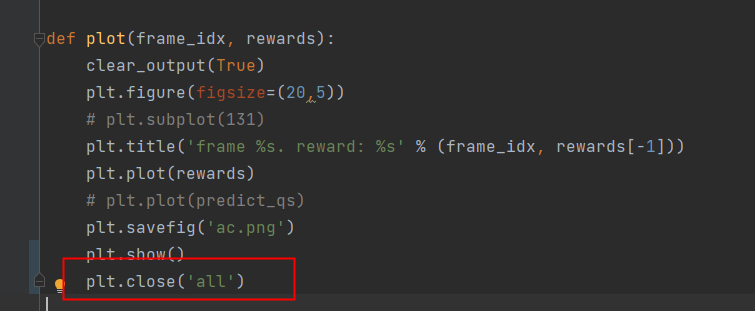 def plot(frame_idx, rewards):
    clear_output(True)
    plt.figure(figsize=(20,5))
    # plt.subplot(131)
    plt.title('frame %s. reward: %s' % (frame_idx, rewards[-1]))
    plt.plot(rewards)
    # plt.plot(predict_qs)
    plt.savefig('ac.png')
    plt.show()
    plt.close('all')